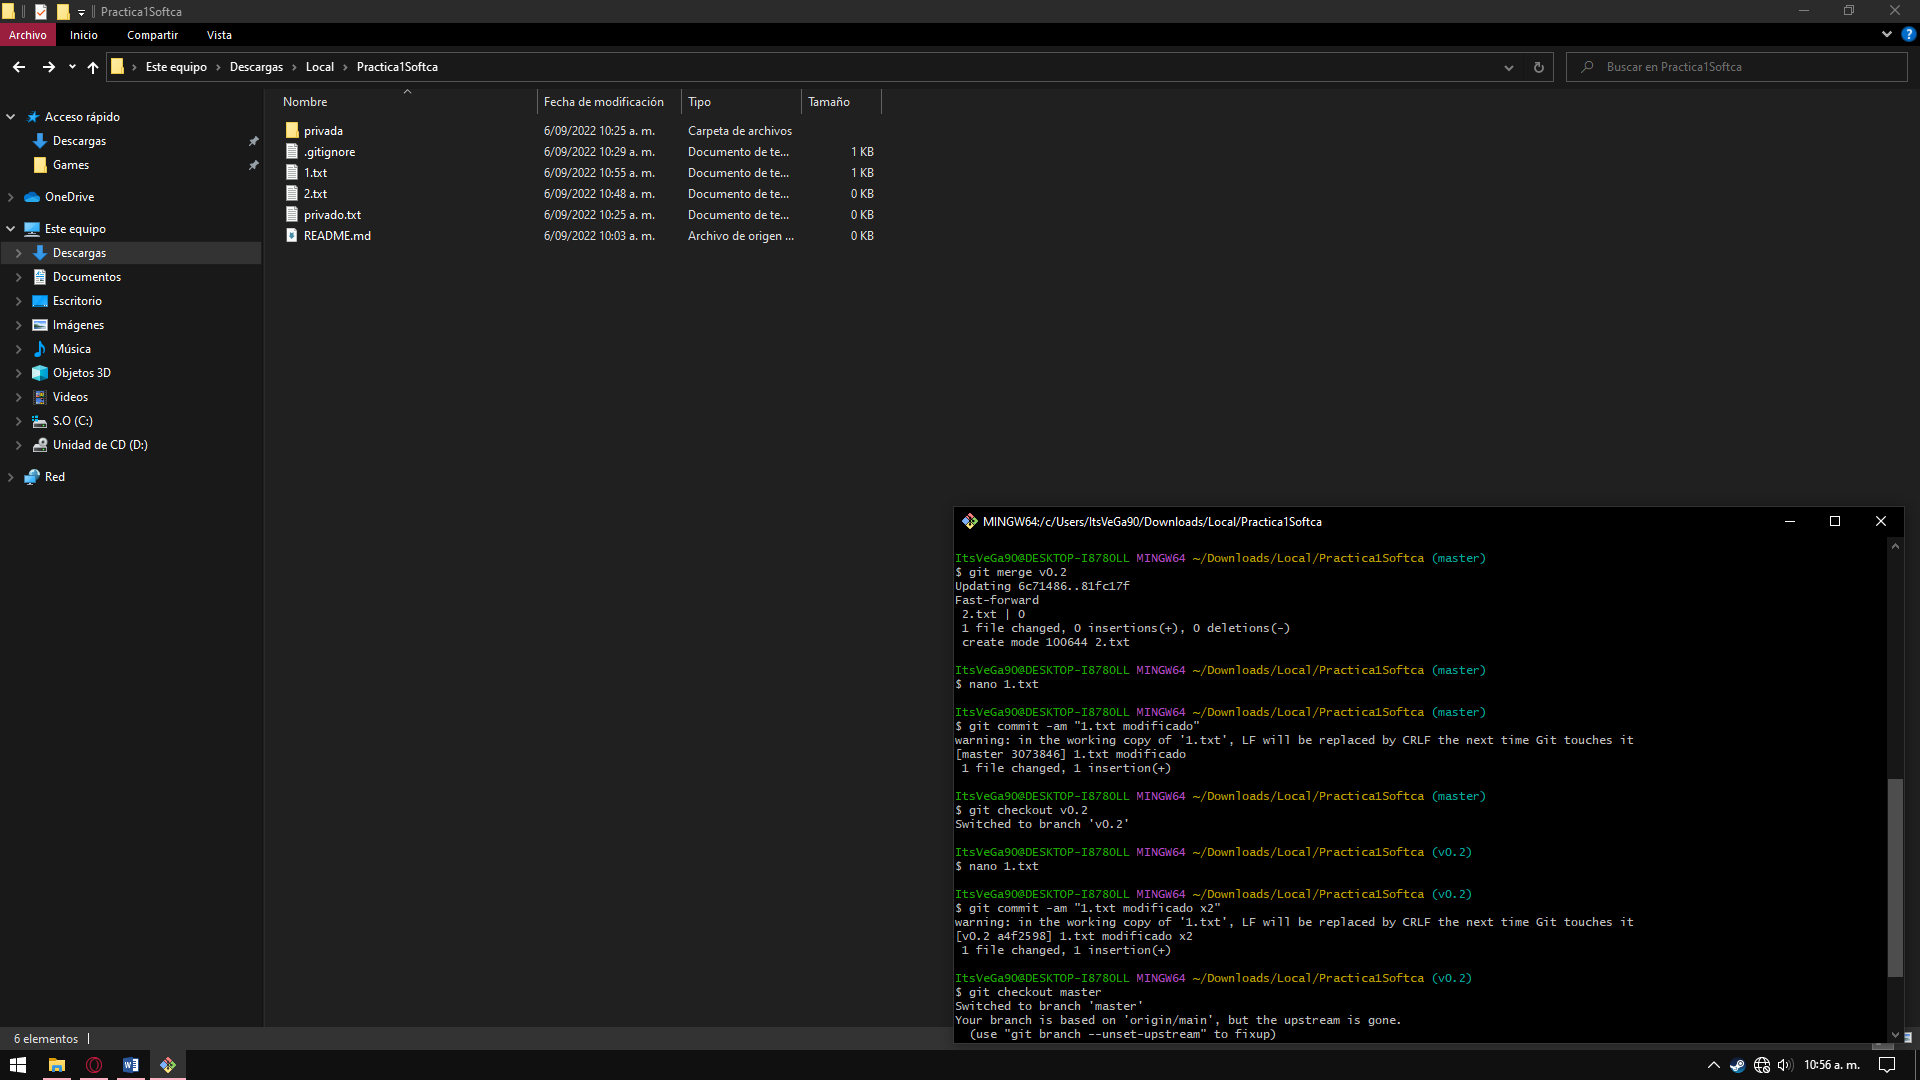 Practica1Softca
Archivo Inicio Compartir Vista
Este equipo Descargas Local Practica1Softca
Buscar en Practica1Softca
Acceso rápido
Descargas
Games
OneDrive
Este equipo
Descargas
Documentos
Escritorio
Imágenes
Música
Objetos 3D
Videos
S.O (C:)
Unidad de CD (D:)
Red
Nombre Fecha de modificación Tipo Tamaño
privada 6/09/2022 10:25 a. m. Carpeta de archivos
.gitignore 6/09/2022 10:29 a. m. Documento de te... 1 KB
1.txt 6/09/2022 10:55 a. m. Documento de te... 1 KB
2.txt 6/09/2022 10:48 a. m. Documento de te... 0 KB
privado.txt 6/09/2022 10:25 a. m. Documento de te... 0 KB
README.md 6/09/2022 10:03 a. m. Archivo de origen ... 0 KB
MINGW64:/c/Users/ItsVeGa90/Downloads/Local/Practica1Softca
ItsVeGa90@DESKTOP-I878OLL MINGW64 ~/Downloads/Local/Practica1Softca (master)
$ git merge v0.2
Updating 6c71486..81fc17f
Fast-forward
2.txt | 0
1 file changed, 0 insertions(+), 0 deletions(-)
create mode 100644 2.txt
ItsVeGa90@DESKTOP-I878OLL MINGW64 ~/Downloads/Local/Practica1Softca (master)
$ nano 1.txt
ItsVeGa90@DESKTOP-I878OLL MINGW64 ~/Downloads/Local/Practica1Softca (master)
$ git commit -am "1.txt modificado"
warning: in the working copy of '1.txt', LF will be replaced by CRLF the next time Git touches it
[master 3073846] 1.txt modificado
1 file changed, 1 insertion(+)
ItsVeGa90@DESKTOP-I878OLL MINGW64 ~/Downloads/Local/Practica1Softca (master)
$ git checkout v0.2
Switched to branch 'v0.2'
ItsVeGa90@DESKTOP-I878OLL MINGW64 ~/Downloads/Local/Practica1Softca (v0.2)
$ nano 1.txt
ItsVeGa90@DESKTOP-I878OLL MINGW64 ~/Downloads/Local/Practica1Softca (v0.2)
$ git commit -am "1.txt modificado x2"
warning: in the working copy of '1.txt', LF will be replaced by CRLF the next time Git touches it
[v0.2 a4f2598] 1.txt modificado x2
1 file changed, 1 insertion(+)
ItsVeGa90@DESKTOP-I878OLL MINGW64 ~/Downloads/Local/Practica1Softca (v0.2)
$ git checkout master
Switched to branch 'master'
Your branch is based on 'origin/main', but the upstream is gone.
(use "git branch --unset-upstream" to fixup)
6 elementos
10:56 a. m.